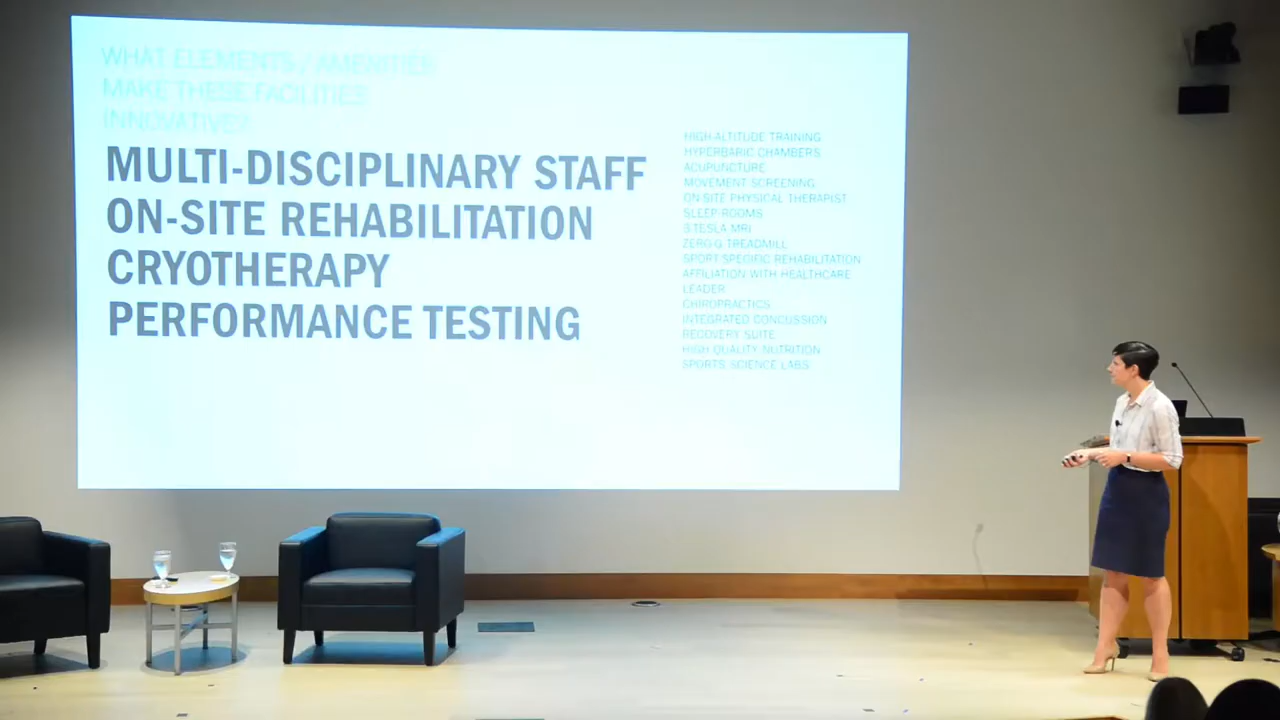 WHAT ELEMENTS / AMENITIES
MAKE THESE FACILITIES
INNOVATIVE?
MULTI-DISCIPLINARY STAFF
ON-SITE REHABILITATION
CRYOTHERAPY
PERFORMANCE TESTING
HIGH-ALTITUDE TRAINING
HYPERBARIC CHAMBERS
ACUPUNCTURE
MOVEMENT SCREENING
ON-SITE PHYSICAL THERAPIST
SLEEP-ROOMS
TESLA MRI
ZERO-G TREADMILL
SPORT SPECIFIC REHABILITATION
AFFILIATION WITH HEALTHCARE
LEADER
CHIROPRACTICS
INTEGRATED CONCUSSION
RECOVERY SUITE
HIGH QUALITY NUTRITION
SPORTS SCIENCE LABS